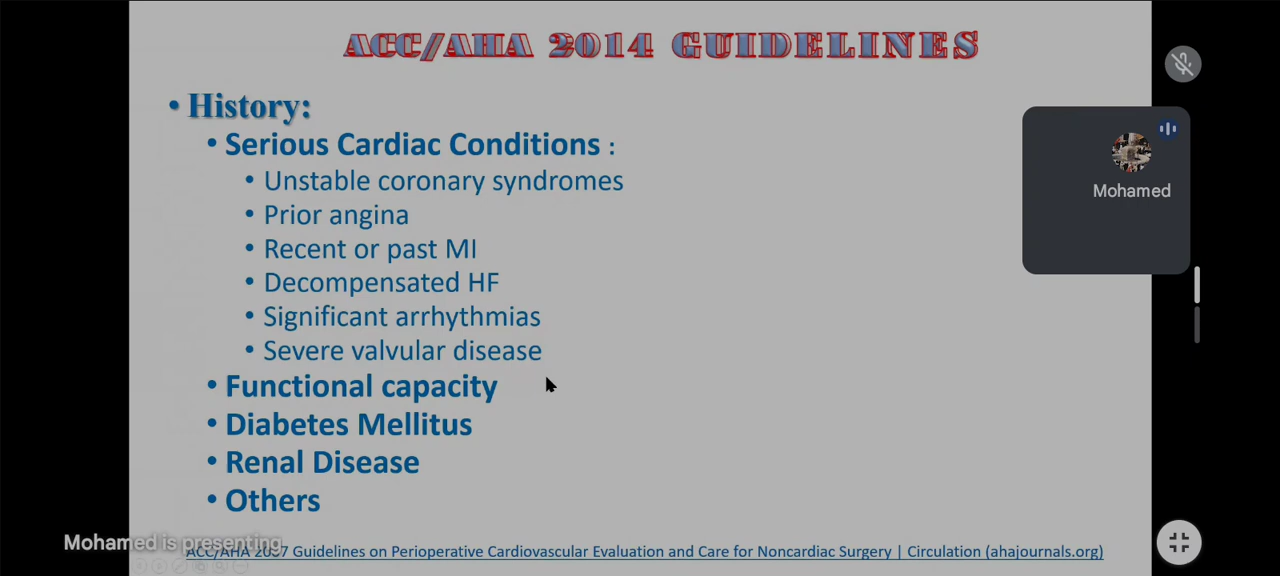 ACC/AHA 2014 GUIDELINES
• History:
• Serious Cardiac Conditions :
• Unstable coronary syndromes
• Prior angina
• Recent or past MI
• Decompensated HF
• Significant arrhythmias
• Severe valvular disease
• Functional capacity
• Diabetes Mellitus
• Renal Disease
• Others
Mohamed
Mohamed is presenting
ACC/AHA 2007 Guidelines on Perioperative Cardiovascular Evaluation and Care for Noncardiac Surgery | Circulation (ahajournals.org)